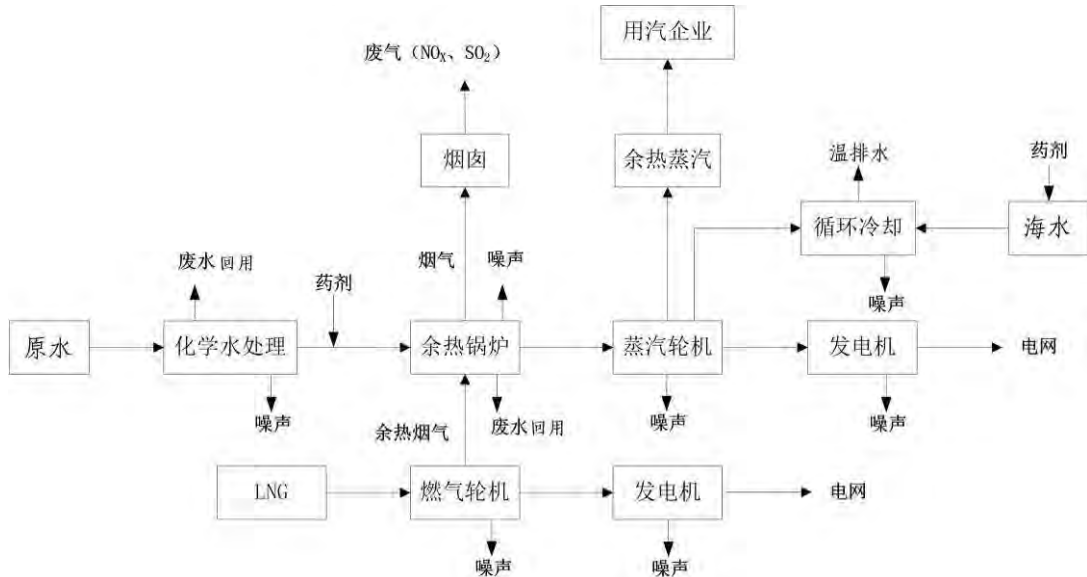 用汽企业
废气（NOX、SO2）
烟囱
余热蒸汽
温排水
药剂
循环冷却
海水
烟气
噪声
废水回用
药剂
噪声
原水
化学水处理
余热锅炉
蒸汽轮机
发电机
电网
噪声
余热烟气
废水回用
噪声
噪声
LNG
燃气轮机
发电机
电网
噪声
噪声